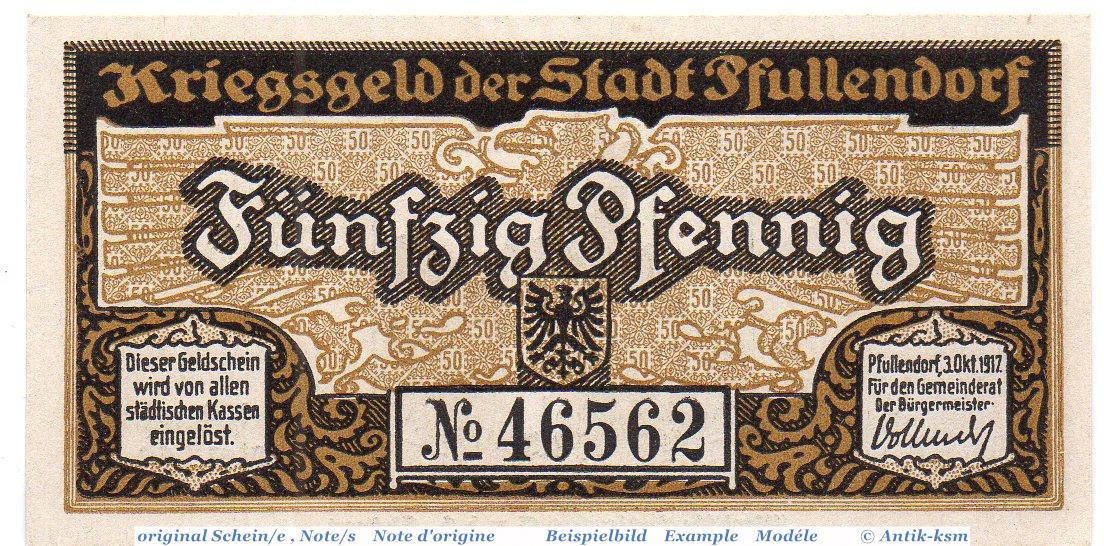 Kriegsgeld der Stadt Pfullendorf
Fünfzig Pfennig
Dieser Geldschein
wird von allen
städtischen Kassen
eingelöst.
№ 46562
Pfullendorf, 3.Okt.1917.
Für den Gemeinderat
Der Bürgermeister:
original Schein/e , Note/s Note d'origine Beispielbild Example Modéle © Antik-ksm